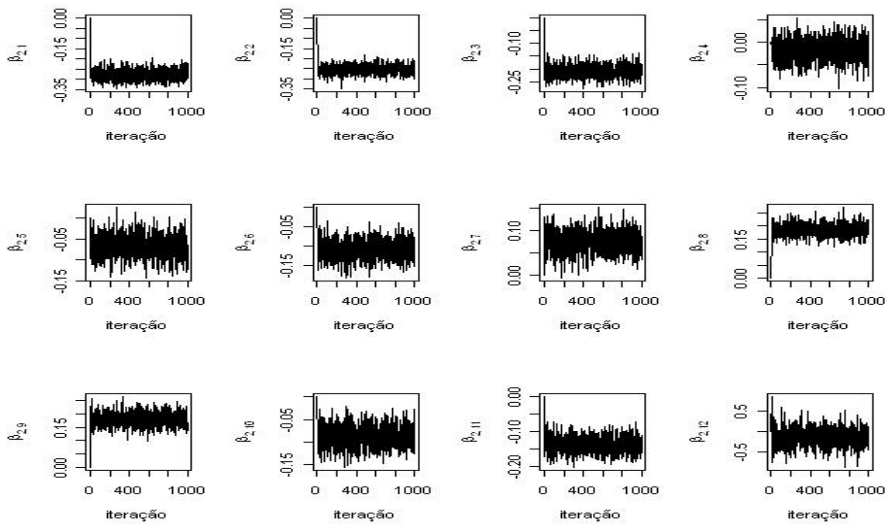 β2,1 0.00 -0.15 -0.35 0 400 1000 iteração
β2,2 0.00 -0.15 -0.35 0 400 1000 iteração
β2,3 -0.10 -0.25 0 400 1000 iteração
β2,4 0.00 -0.10 0 400 1000 iteração
β2,5 -0.05 -0.15 0 400 1000 iteração
β2,6 -0.05 -0.15 0 400 1000 iteração
β2,7 0.10 0.00 0 400 1000 iteração
β2,8 0.15 0.00 0 400 1000 iteração
β2,9 0.15 0.00 0 400 1000 iteração
β2,10 -0.05 -0.15 0 400 1000 iteração
β2,11 0.00 -0.10 -0.20 0 400 1000 iteração
β2,12 0.5 -0.5 0 400 1000 iteração